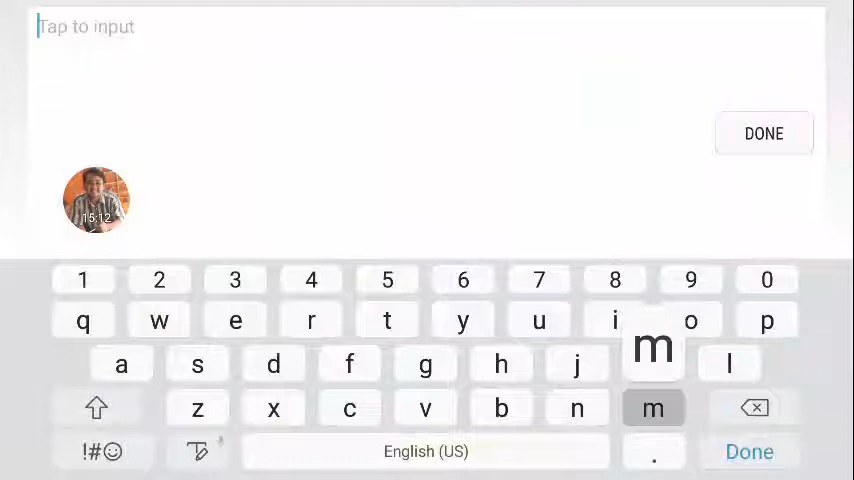 Tap to input
DONE
15:12
1 2 3 4 5 6 7 8 9 0
q w e r t y u i o p
a s d f g h j m l
z x c v b n m
!#☺ T English (US) . Done